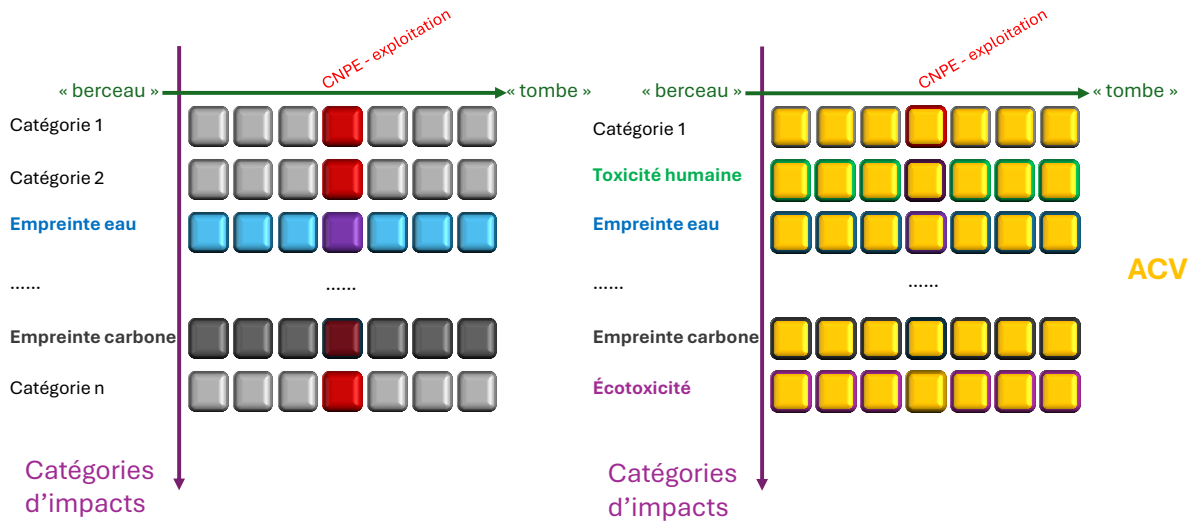 CNPE - exploitation
« berceau »
« tombe »
Catégorie 1
Catégorie 2
Empreinte eau
......
......
Empreinte carbone
Catégorie n
Catégories
d'impacts
CNPE - exploitation
« berceau »
« tombe »
Catégorie 1
Toxicité humaine
Empreinte eau
......
......
ACV
Empreinte carbone
Écotoxicité
Catégories
d'impacts